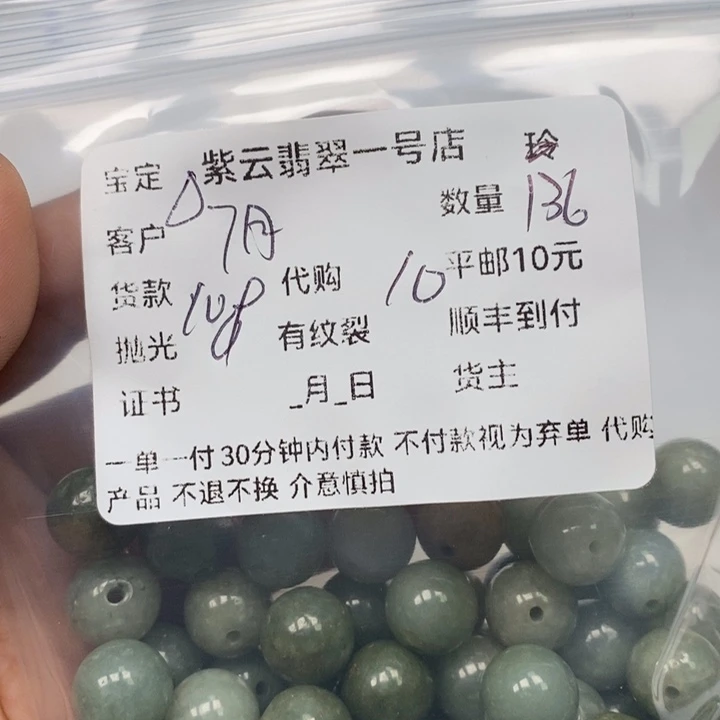 紫云翡翠一号店 玲
宝定
数量 136
客户 7月
货款 代购 10 平邮10元
抛光 有纹裂 顺丰到付
证书 _月_日 货主
一单一付 30分钟内付款 不付款视为弃单 代购
产品 不退不换 介意慎拍